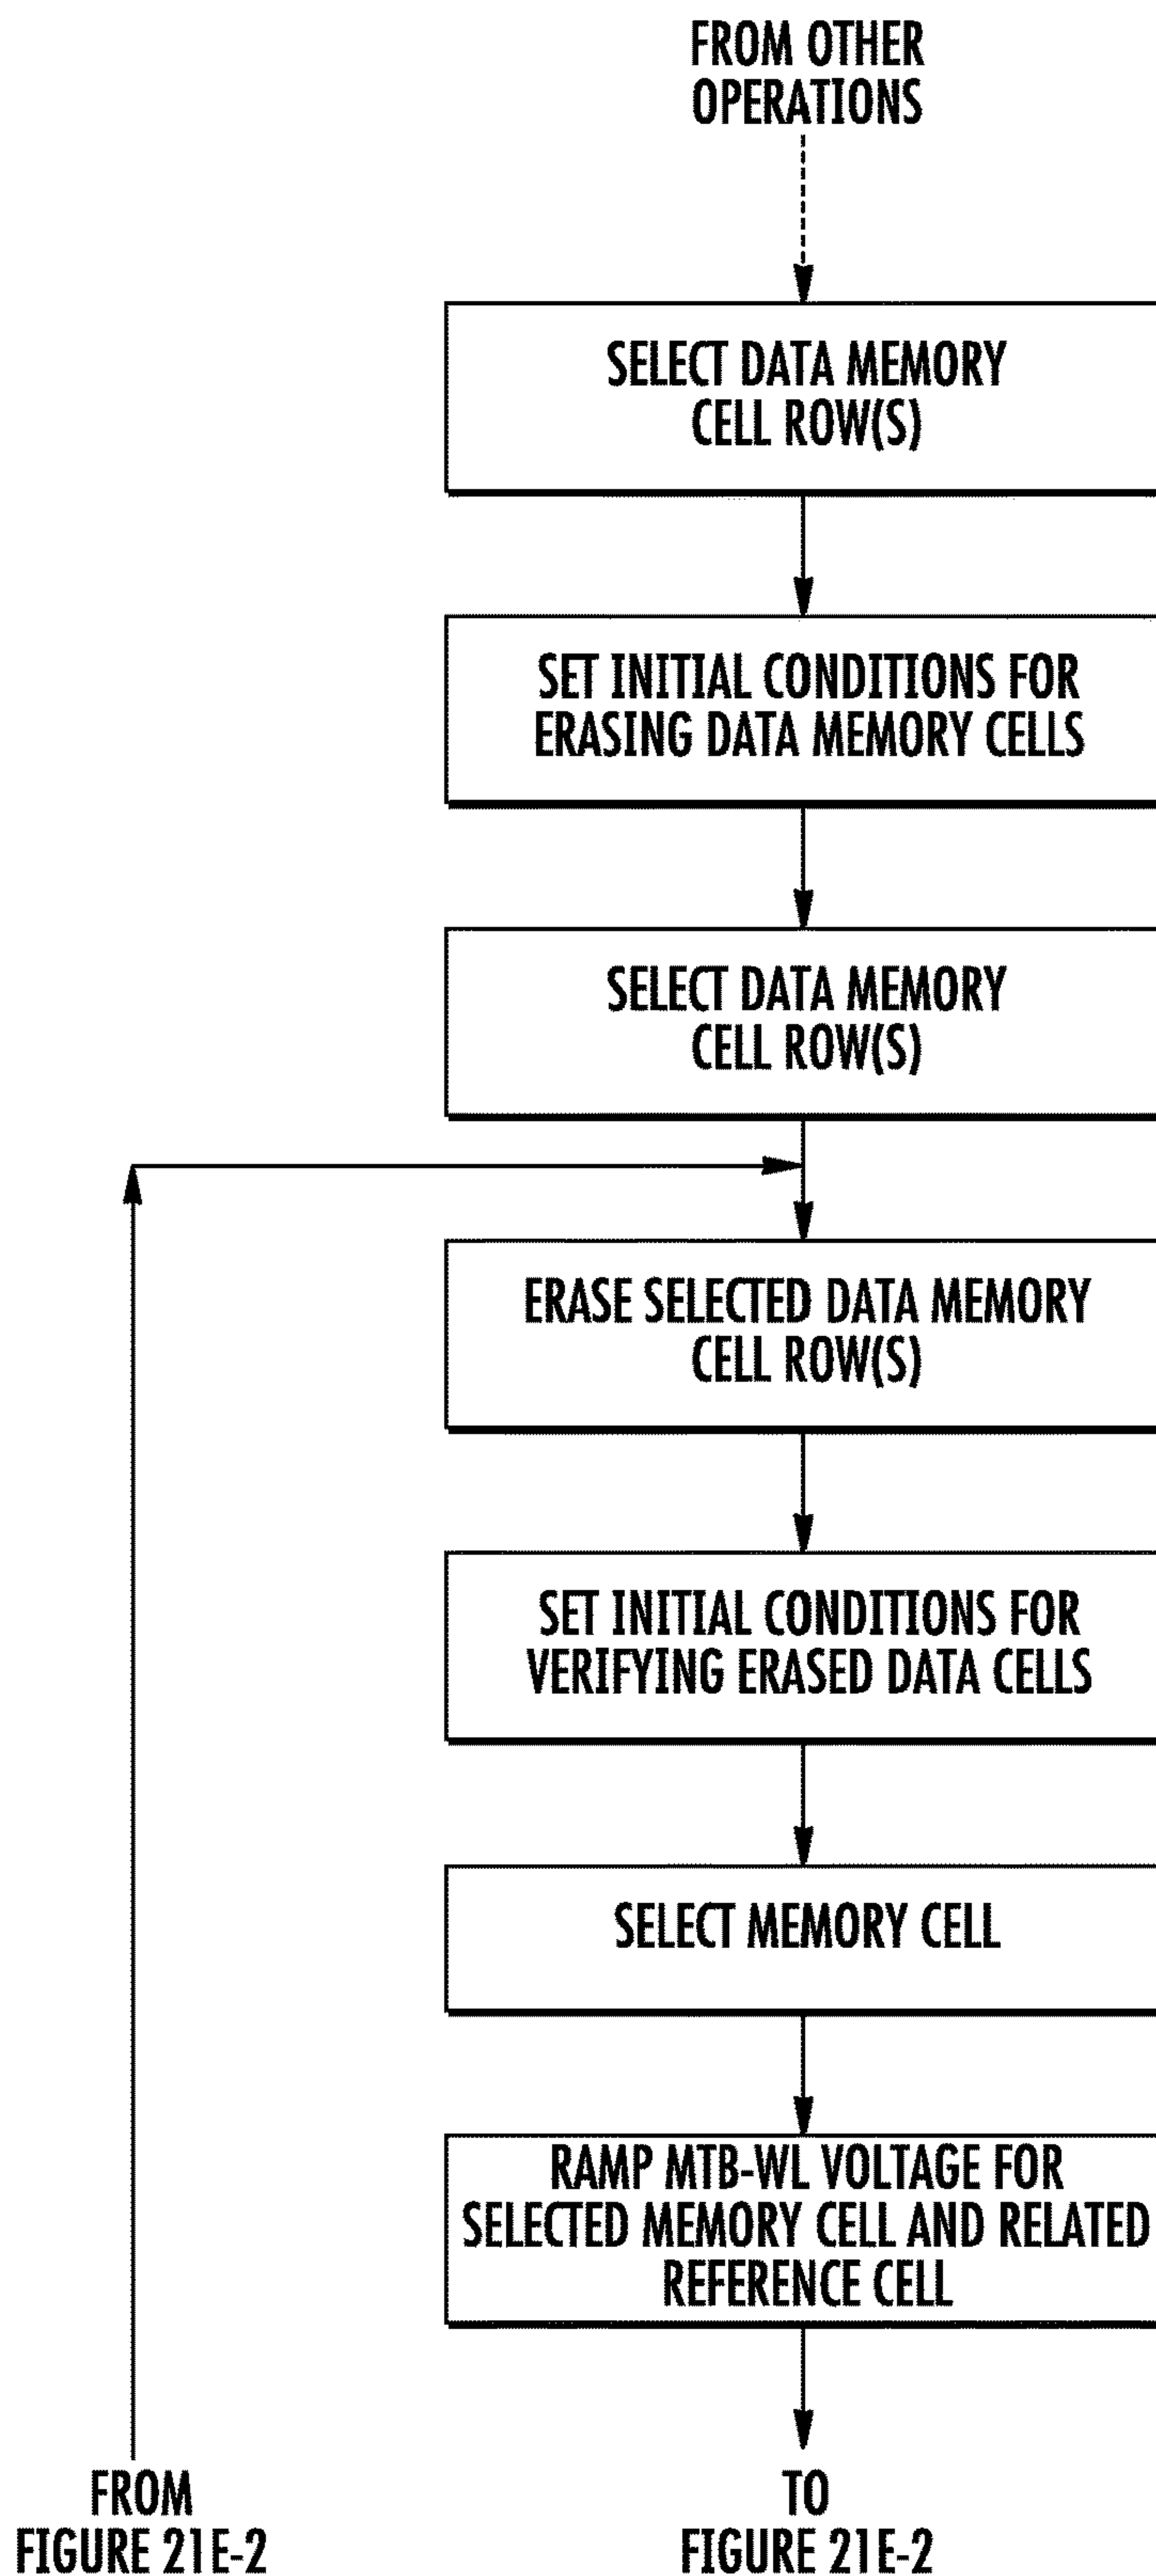 FROM OTHER
OPERATIONS
SELECT DATA MEMORY
CELL ROW(S)
SET INITIAL CONDITIONS FOR
ERASING DATA MEMORY CELLS
SELECT DATA MEMORY
CELL ROW(S)
ERASE SELECTED DATA MEMORY
CELL ROW(S)
SET INITIAL CONDITIONS FOR
VERIFYING ERASED DATA CELLS
SELECT MEMORY CELL
RAMP MTB-WL VOLTAGE FOR
SELECTED MEMORY CELL AND RELATED
REFERENCE CELL
FROM
FIGURE 21E-2
TO
FIGURE 21E-2